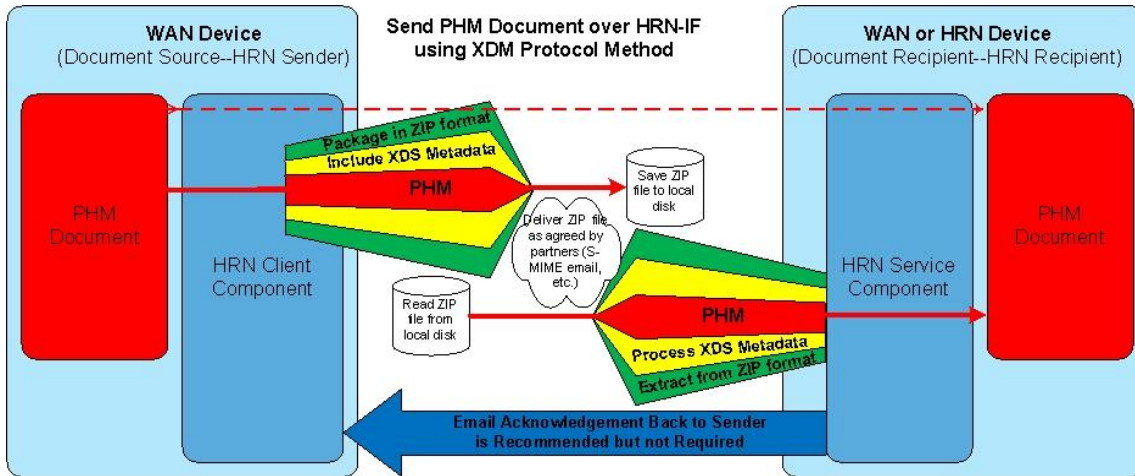 WAN Device
(Document Source--HRN Sender)
Send PHM Document over HRN-IF
using XDM Protocol Method
WAN or HRN Device
(Document Recipient--HRN Recipient)
PHM
Document
HRN Client
Component
Package in ZIP format
Include XDS Metadata
PHM
Save ZIP
file to local
disk
Deliver ZIP file
as agreed by
partners (S-
MIME email,
etc.)
Read ZIP
file from
local disk
PHM
Process XDS Metadata
Extract from ZIP format
HRN Service
Component
PHM
Document
Email Acknowledgement Back to Sender
is Recommended but not Required